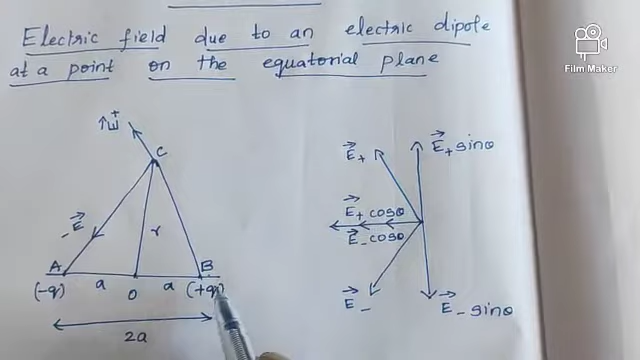 Electric field due to an electric dipole
at a point on the equatorial plane
Film Maker
E+
C
E-
r
A
B
(-q)
a
O
a
(+q)
2a
E+
E+ sinθ
E+ cosθ
E- cosθ
E-
E- sinθ